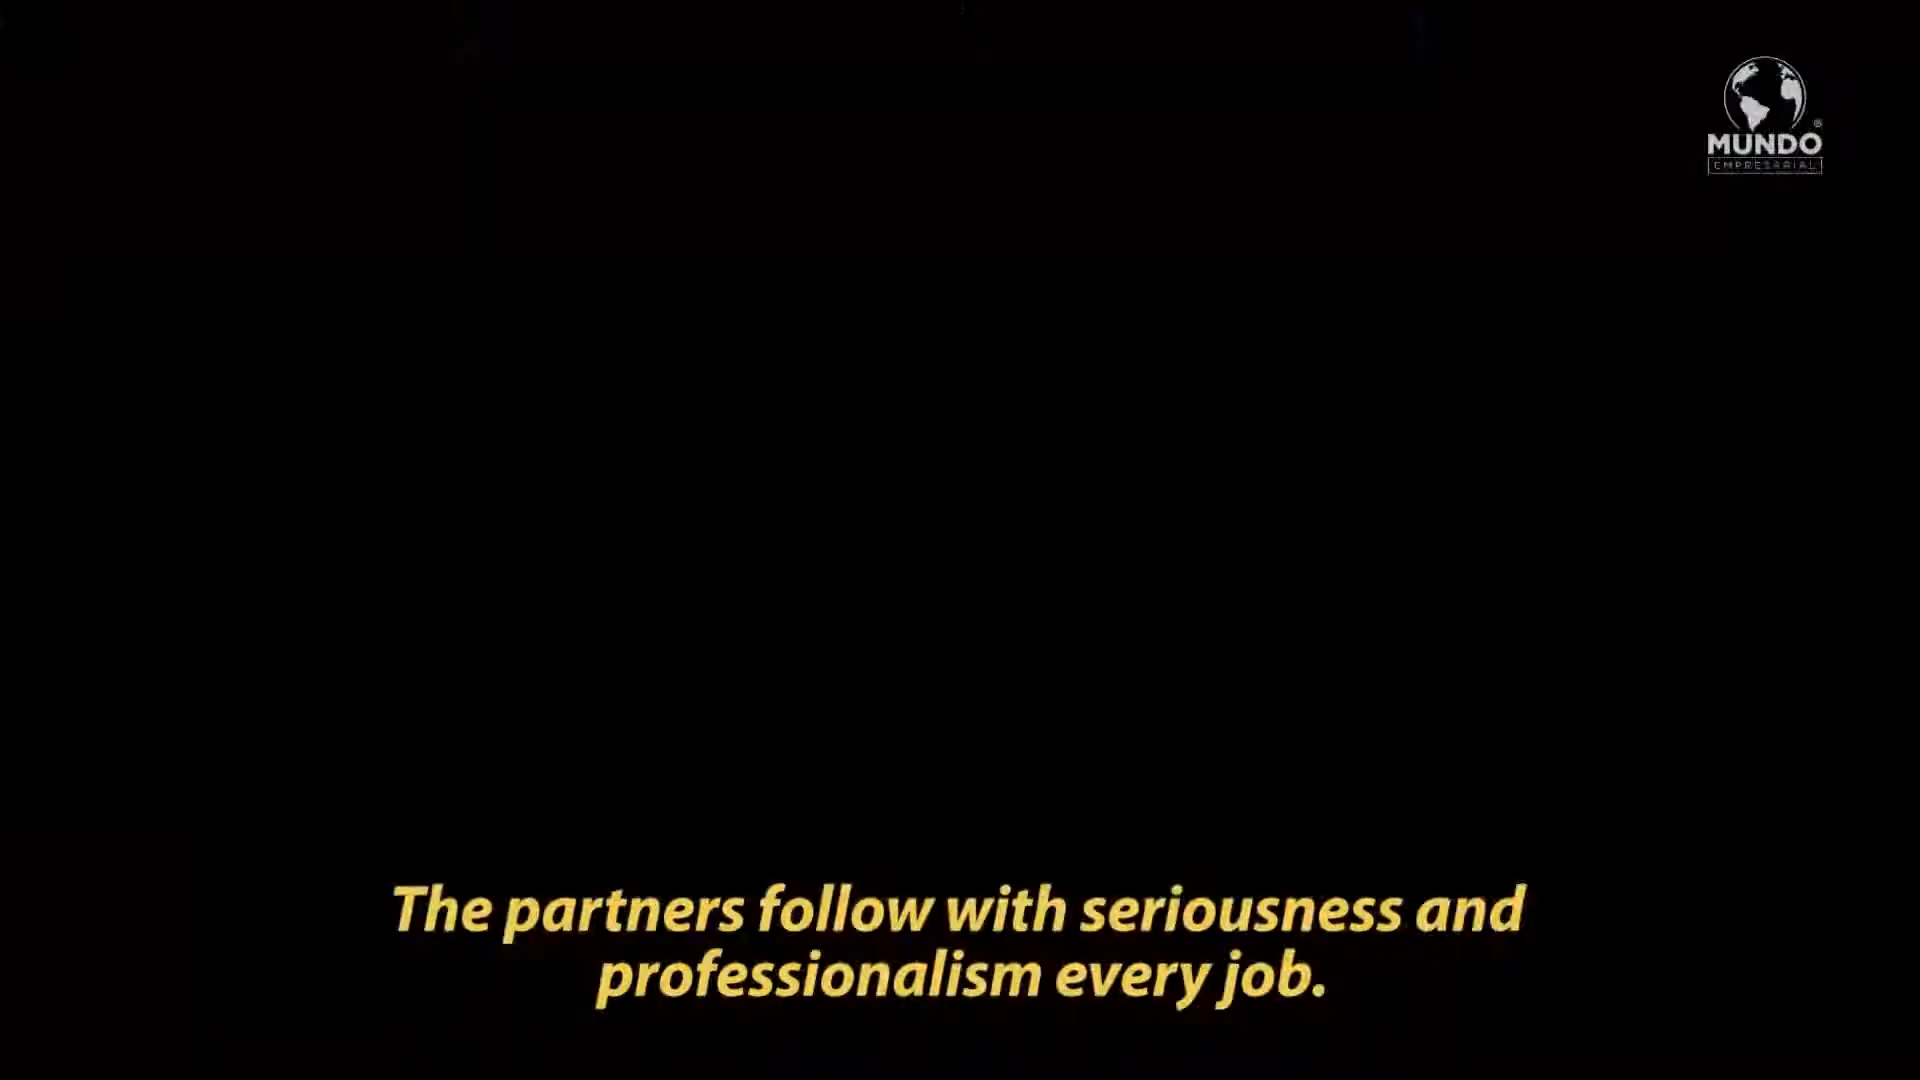 MUNDO
EMPRESARIAL
The partners follow with seriousness and
professionalism every job.